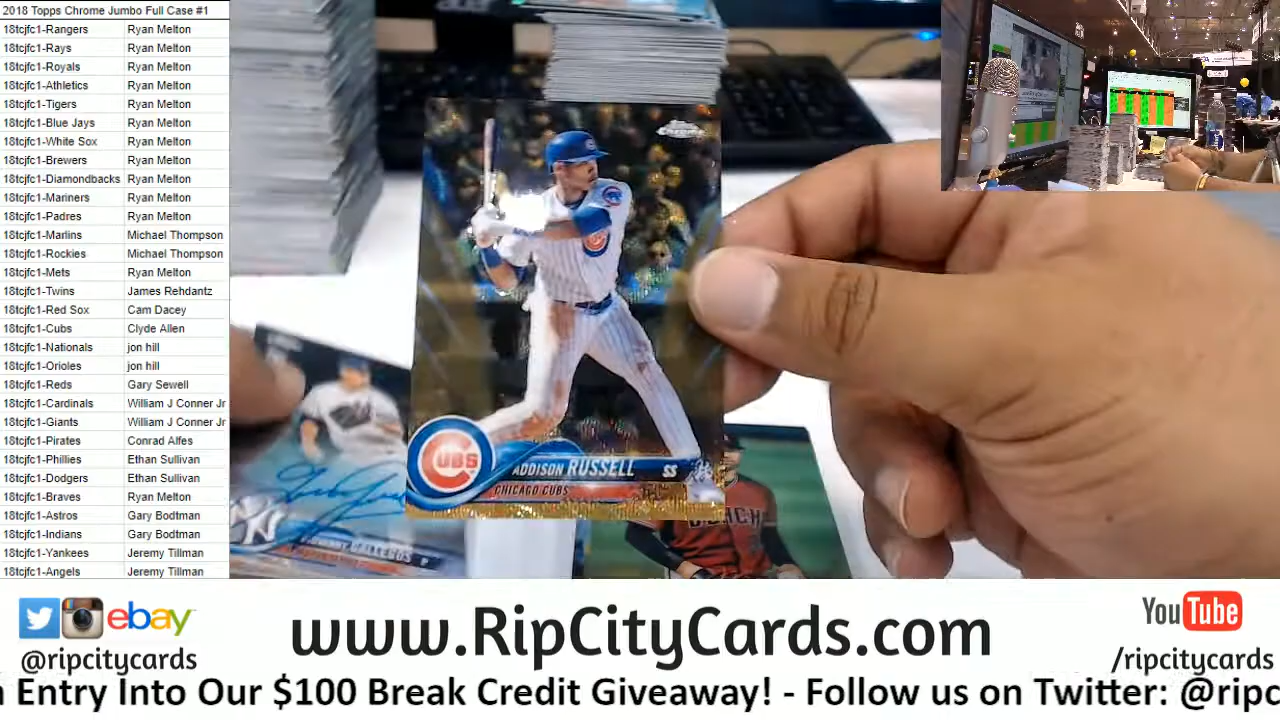 2018 Topps Chrome Jumbo Full Case #1
18tcjfc1-Rangers Ryan Melton
18tcjfc1-Rays Ryan Melton
18tcjfc1-Royals Ryan Melton
18tcjfc1-Athletics Ryan Melton
18tcjfc1-Tigers Ryan Melton
18tcjfc1-Blue Jays Ryan Melton
18tcjfc1-White Sox Ryan Melton
18tcjfc1-Brewers Ryan Melton
18tcjfc1-Diamondbacks Ryan Melton
18tcjfc1-Mariners Ryan Melton
18tcjfc1-Padres Ryan Melton
18tcjfc1-Marlins Michael Thompson
18tcjfc1-Rockies Michael Thompson
18tcjfc1-Mets Ryan Melton
18tcjfc1-Twins James Rehdantz
18tcjfc1-Red Sox Cam Dacey
18tcjfc1-Cubs Clyde Allen
18tcjfc1-Nationals jon hill
18tcjfc1-Orioles jon hill
18tcjfc1-Reds Gary Sewell
18tcjfc1-Cardinals William J Conner Jr
18tcjfc1-Giants William J Conner Jr
18tcjfc1-Pirates Conrad Alfes
18tcjfc1-Phillies Ethan Sullivan
18tcjfc1-Dodgers Ethan Sullivan
18tcjfc1-Braves Ryan Melton
18tcjfc1-Astros Gary Bodtman
18tcjfc1-Indians Gary Bodtman
18tcjfc1-Yankees Jeremy Tillman
18tcjfc1-Angels Jeremy Tillman
Chrome
CUBS
ADDISON RUSSELL SS
CHICAGO CUBS
ebay
@ripcitycards
www.RipCityCards.com
YouTube
/ripcitycards
n Entry Into Our $100 Break Credit Giveaway! - Follow us on Twitter: @ripc